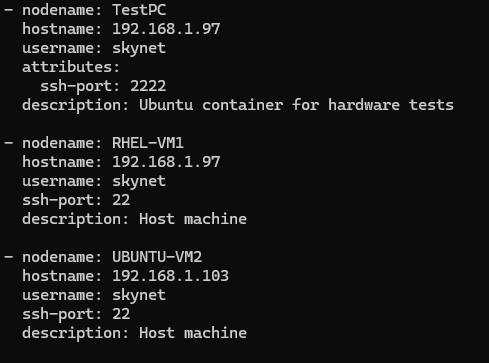 - nodename: TestPC
  hostname: 192.168.1.97
  username: skynet
  attributes:
    ssh-port: 2222
  description: Ubuntu container for hardware tests

- nodename: RHEL-VM1
  hostname: 192.168.1.97
  username: skynet
  ssh-port: 22
  description: Host machine

- nodename: UBUNTU-VM2
  hostname: 192.168.1.103
  username: skynet
  ssh-port: 22
  description: Host machine